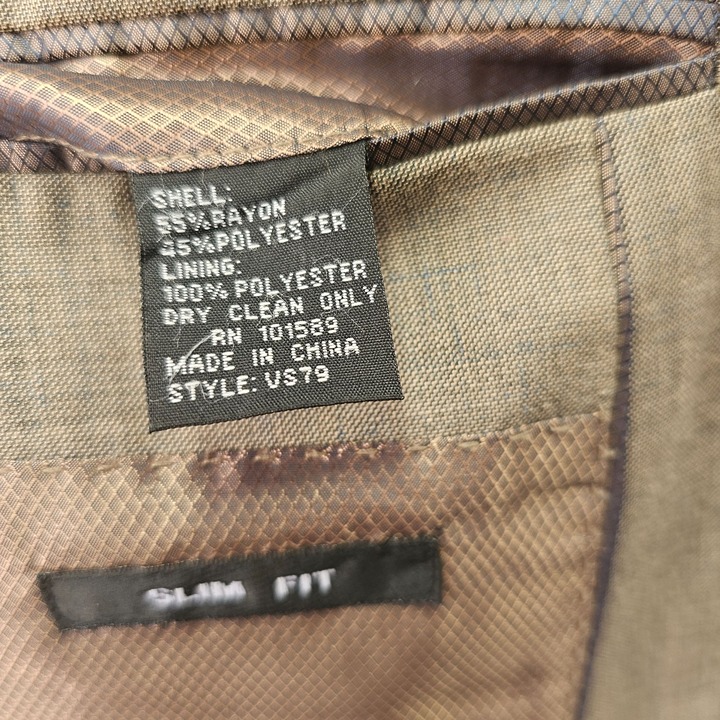 SHELL:
55%RAYON
45%POLYESTER
LINING:
100% POLYESTER
DRY CLEAN ONLY
RN 101589
MADE IN CHINA
STYLE: VS79
SLIM FIT